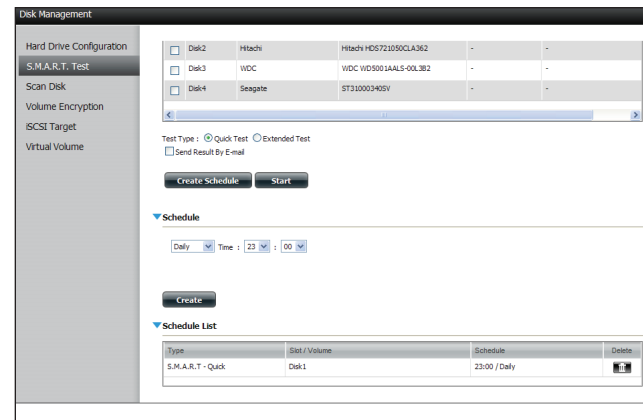 Disk Management
Hard Drive Configuration
S.M.A.R.T. Test
Scan Disk
Volume Encryption
iSCSI Target
Virtual Volume
Disk2 Hitachi Hitachi HDS721050CLA362 - -
Disk3 WDC WDC WD5001AALS-00L3B2 - -
Disk4 Seagate ST31000340SV - -
Test Type : Quick Test Extended Test
Send Result By E-mail
Create Schedule Start
Schedule
Daily Time : 23 : 00
Create
Schedule List
Type Slot / Volume Schedule Delete
S.M.A.R.T - Quick Disk1 23:00 / Daily